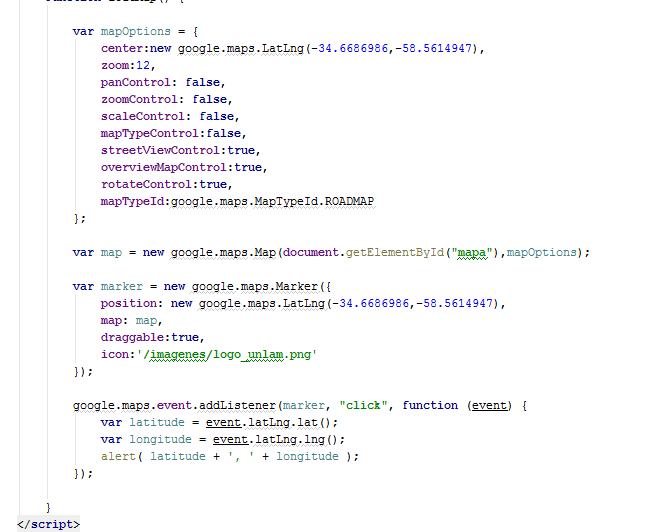 var mapOptions = {
center:new google.maps.LatLng(-34.6686986,-58.5614947),
zoom:12,
panControl: false,
zoomControl: false,
scaleControl: false,
mapTypeControl:false,
streetViewControl:true,
overviewMapControl:true,
rotateControl:true,
mapTypeId:google.maps.MapTypeId.ROADMAP
};
var map = new google.maps.Map(document.getElementById("mapa"),mapOptions);
var marker = new google.maps.Marker({
position: new google.maps.LatLng(-34.6686986,-58.5614947),
map: map,
draggable:true,
icon:'/imagenes/logo_unlam.png'
});
google.maps.event.addListener(marker, "click", function (event) {
var latitude = event.latLng.lat();
var longitude = event.latLng.lng();
alert( latitude + ', ' + longitude );
});
}
</script>